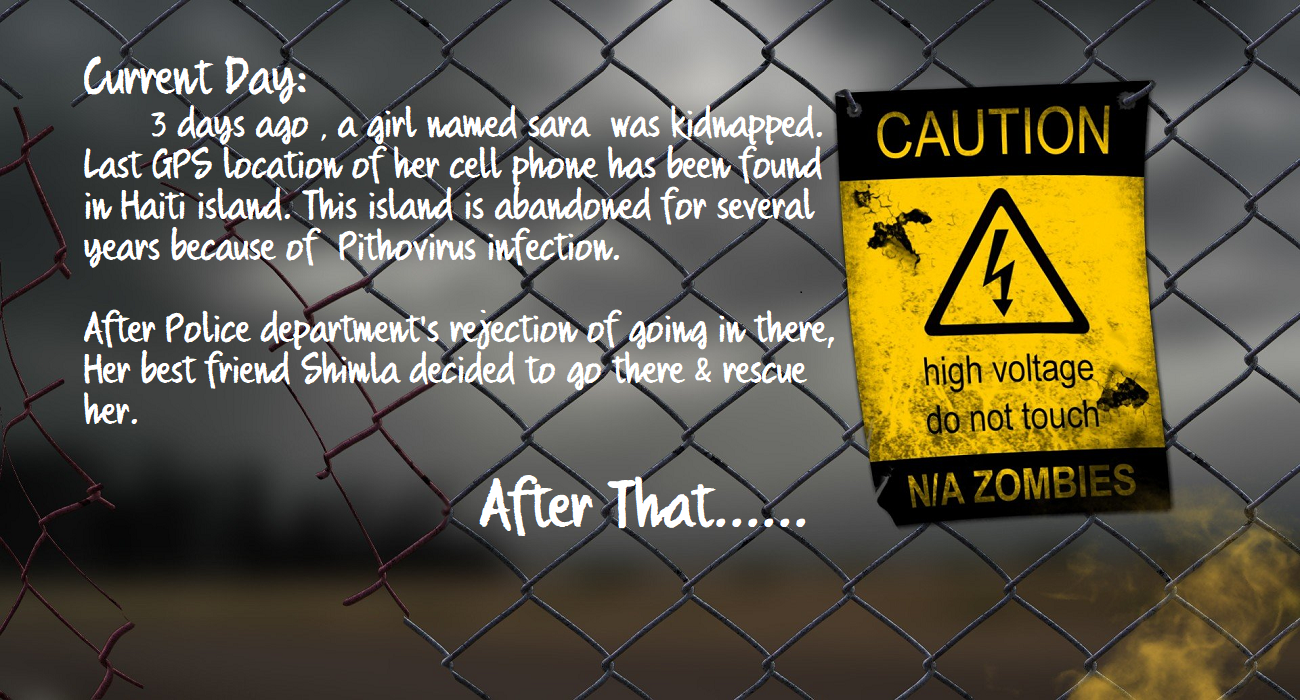 Current Day:
3 days ago , a girl named sara was kidnapped.
Last GPS location of her cell phone has been found
in Haiti island. This island is abandoned for several
years because of Pithovirus infection.
After Police department's rejection of going in there,
Her best friend Shimla decided to go there & rescue
her.
After That......
CAUTION
high voltage
do not touch
N/A ZOMBIES